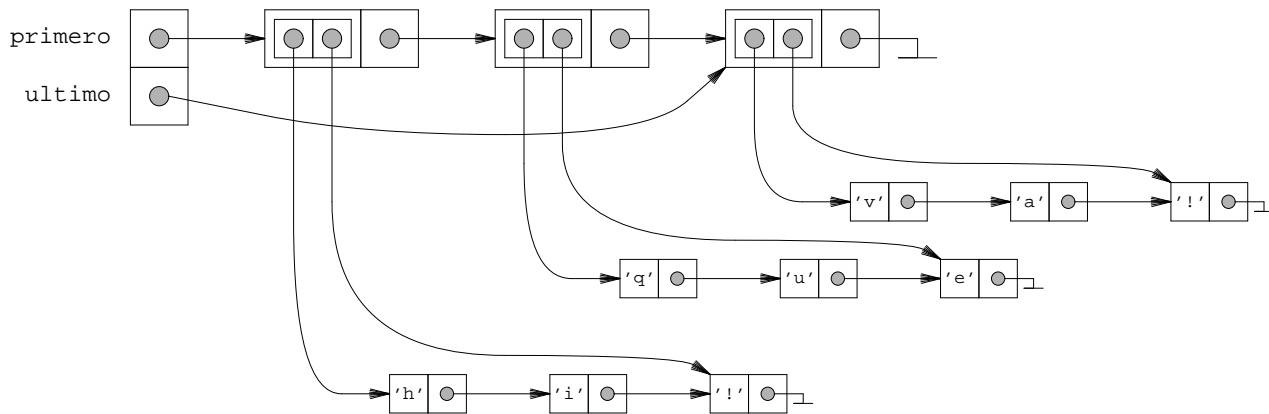 primero
ultimo
'v' 'a' '!'
'q' 'u' 'e'
'h' 'i' '!'